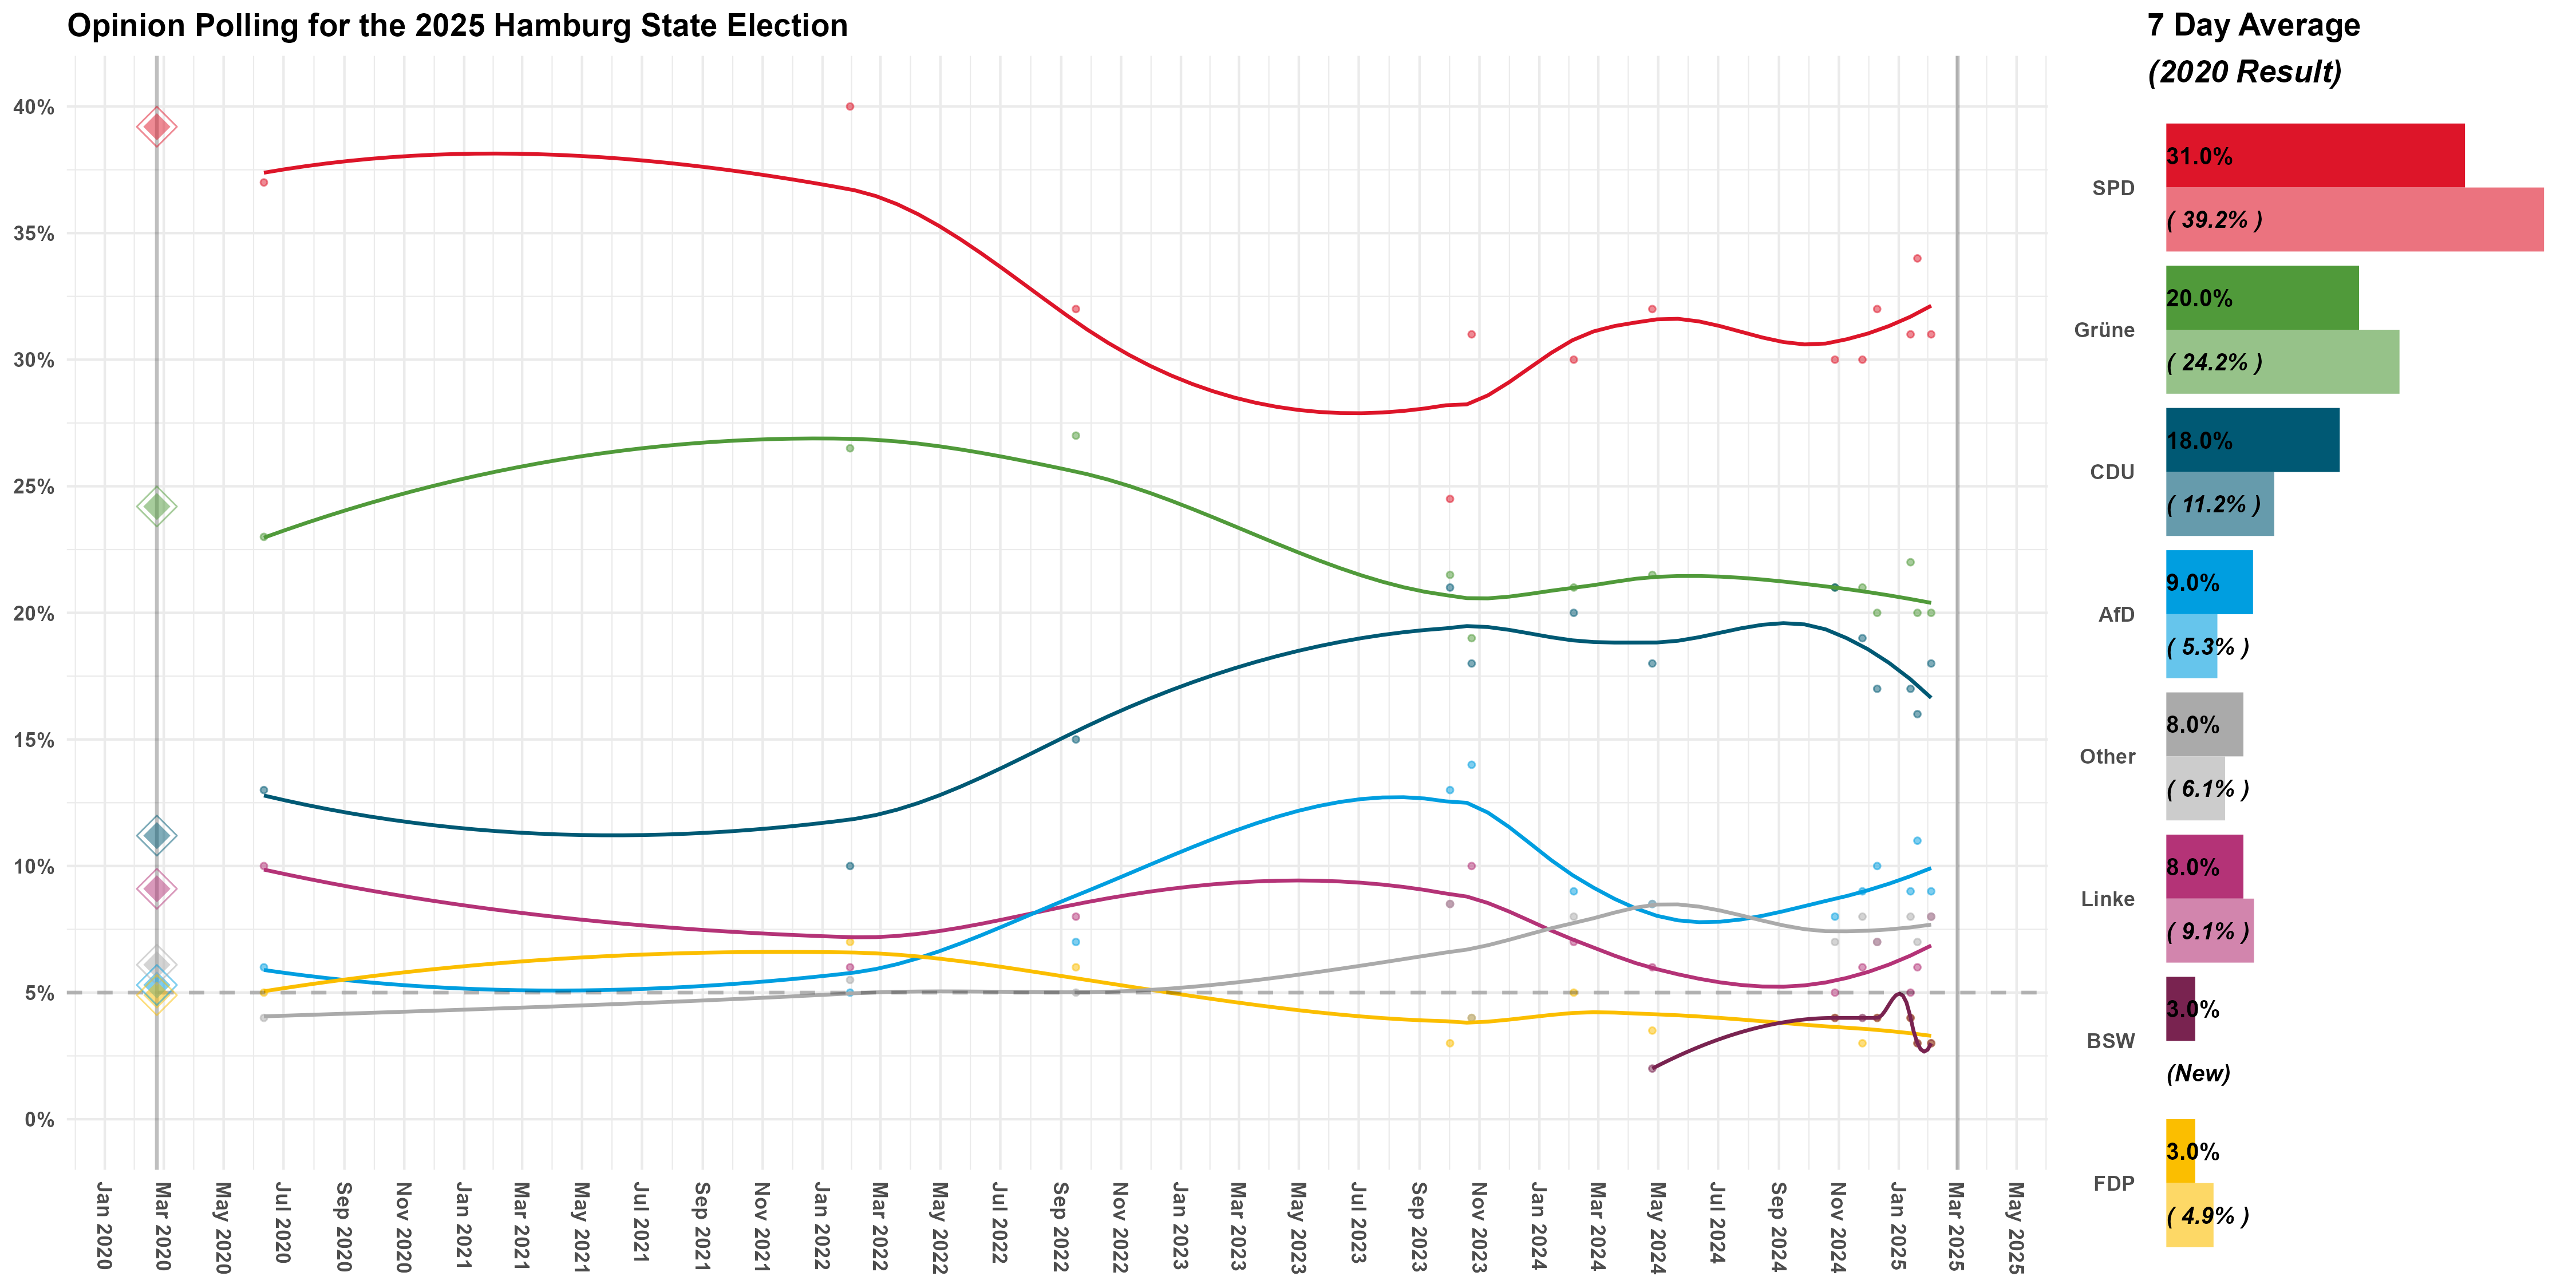 Opinion Polling for the 2025 Hamburg State Election
40%
35%
30%
25%
20%
15%
10%
5%
0%
Jan 2020
Mar 2020
May 2020
Jul 2020
Sep 2020
Nov 2020
Jan 2021
Mar 2021
May 2021
Jul 2021
Sep 2021
Nov 2021
Jan 2022
Mar 2022
May 2022
Jul 2022
Sep 2022
Nov 2022
Jan 2023
Mar 2023
May 2023
Jul 2023
Sep 2023
Nov 2023
Jan 2024
Mar 2024
May 2024
Jul 2024
Sep 2024
Nov 2024
Jan 2025
Mar 2025
May 2025
7 Day Average
(2020 Result)
SPD
31.0%
( 39.2% )
Grüne
20.0%
( 24.2% )
CDU
18.0%
( 11.2% )
AfD
9.0%
( 5.3% )
Other
8.0%
( 6.1% )
Linke
8.0%
( 9.1% )
BSW
3.0%
(New)
FDP
3.0%
( 4.9% )